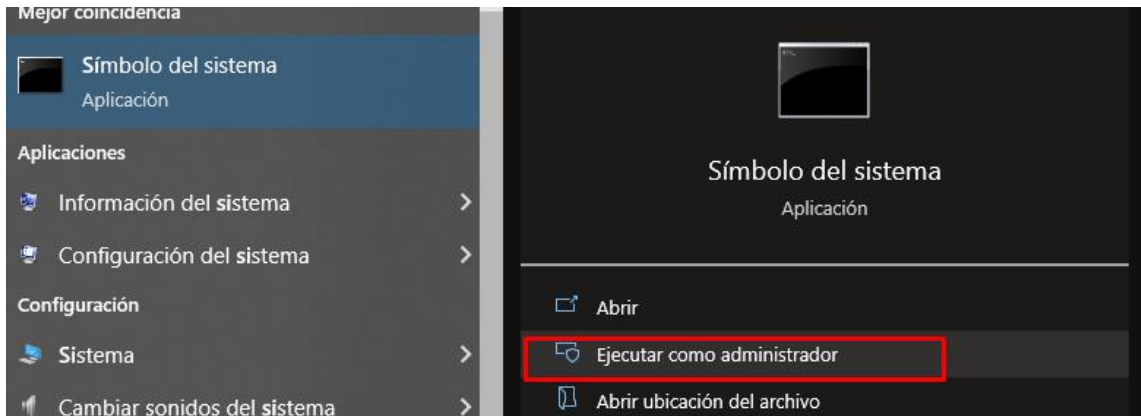 Mejor coincidencia
Símbolo del sistema
Aplicación
Aplicaciones
Información del sistema
Configuración del sistema
Configuración
Sistema
Cambiar sonidos del sistema
Símbolo del sistema
Aplicación
Abrir
Ejecutar como administrador
Abrir ubicación del archivo